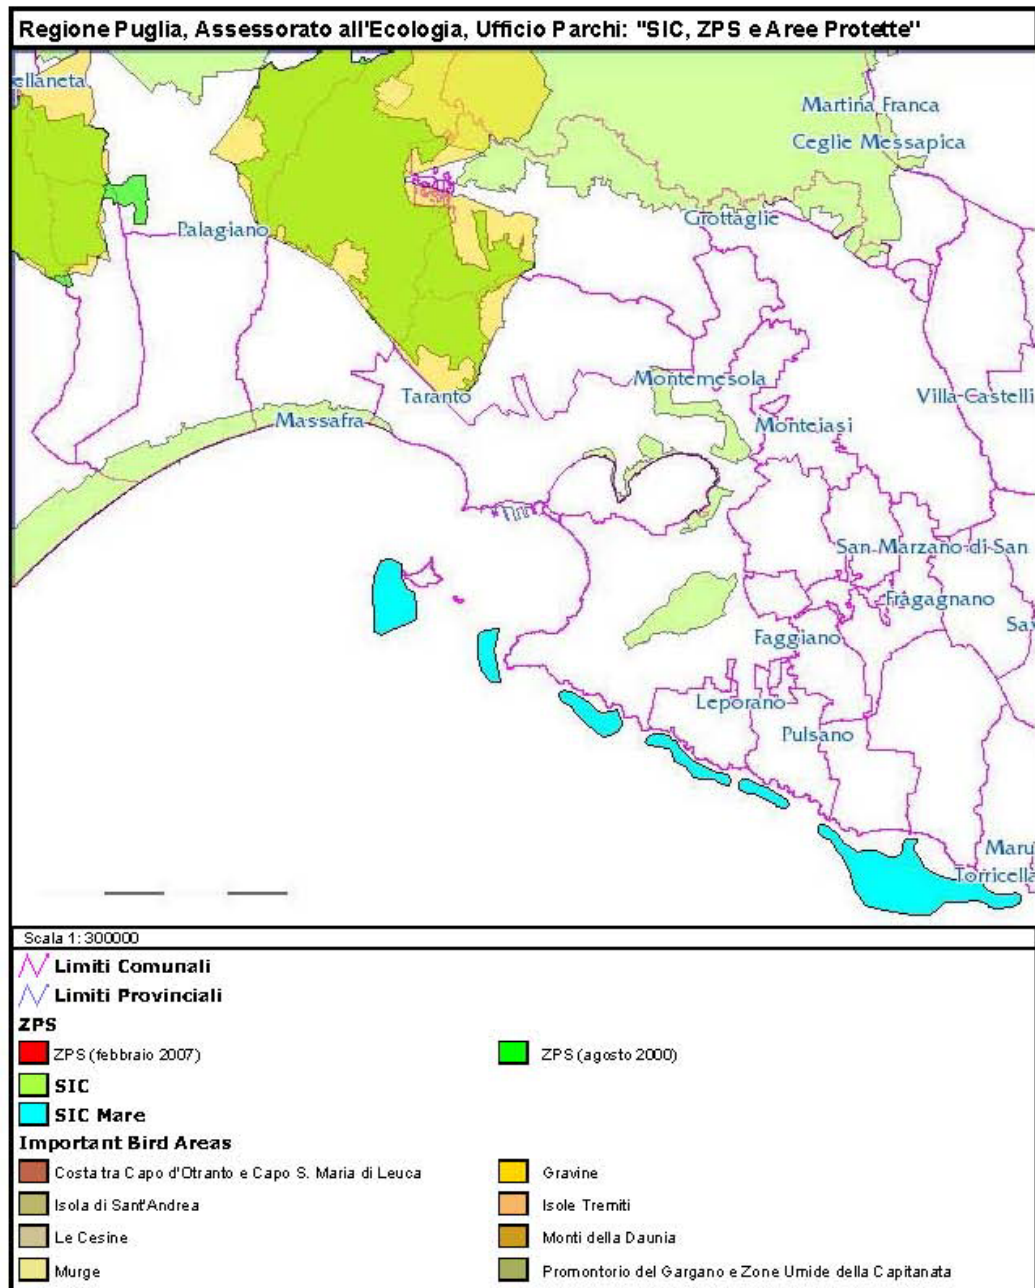 Regione Puglia, Assessorato all'Ecologia, Ufficio Parchi: "SIC, ZPS e Aree Protette"
ellaneta
Martina Franca
Ceglie Messapica
Palagiano
Grottaglie
Montemesola
Taranto
Villa Castelli
Massafra
Monteiasi
San Marzano di San
Fragagnano
Sav
Faggiano
Leporano
Pulsano
Maru
Torricella
Scala 1:300000
Limiti Comunali
Limiti Provinciali
ZPS
ZPS (febbraio 2007)
ZPS (agosto 2000)
SIC
SIC Mare
Important Bird Areas
Costa tra Capo d'Otranto e Capo S. Maria di Leuca
Gravine
Isola di Sant'Andrea
Isole Tremiti
Le Cesine
Monti della Daunia
Murge
Promontorio del Gargano e Zone Umide della Capitanata